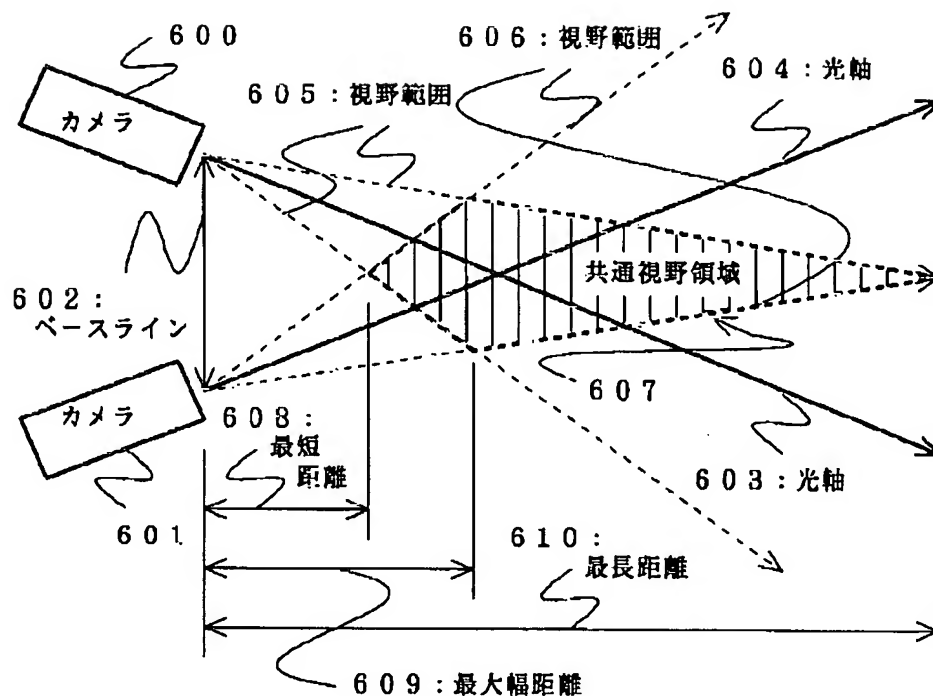 600
カメラ
606:視野範囲
605:視野範囲
604:光軸
共通視野領域
602:
ベースライン
カメラ
607
608:
最短
距離
603:光軸
601
610:
最長距離
609:最大幅距離